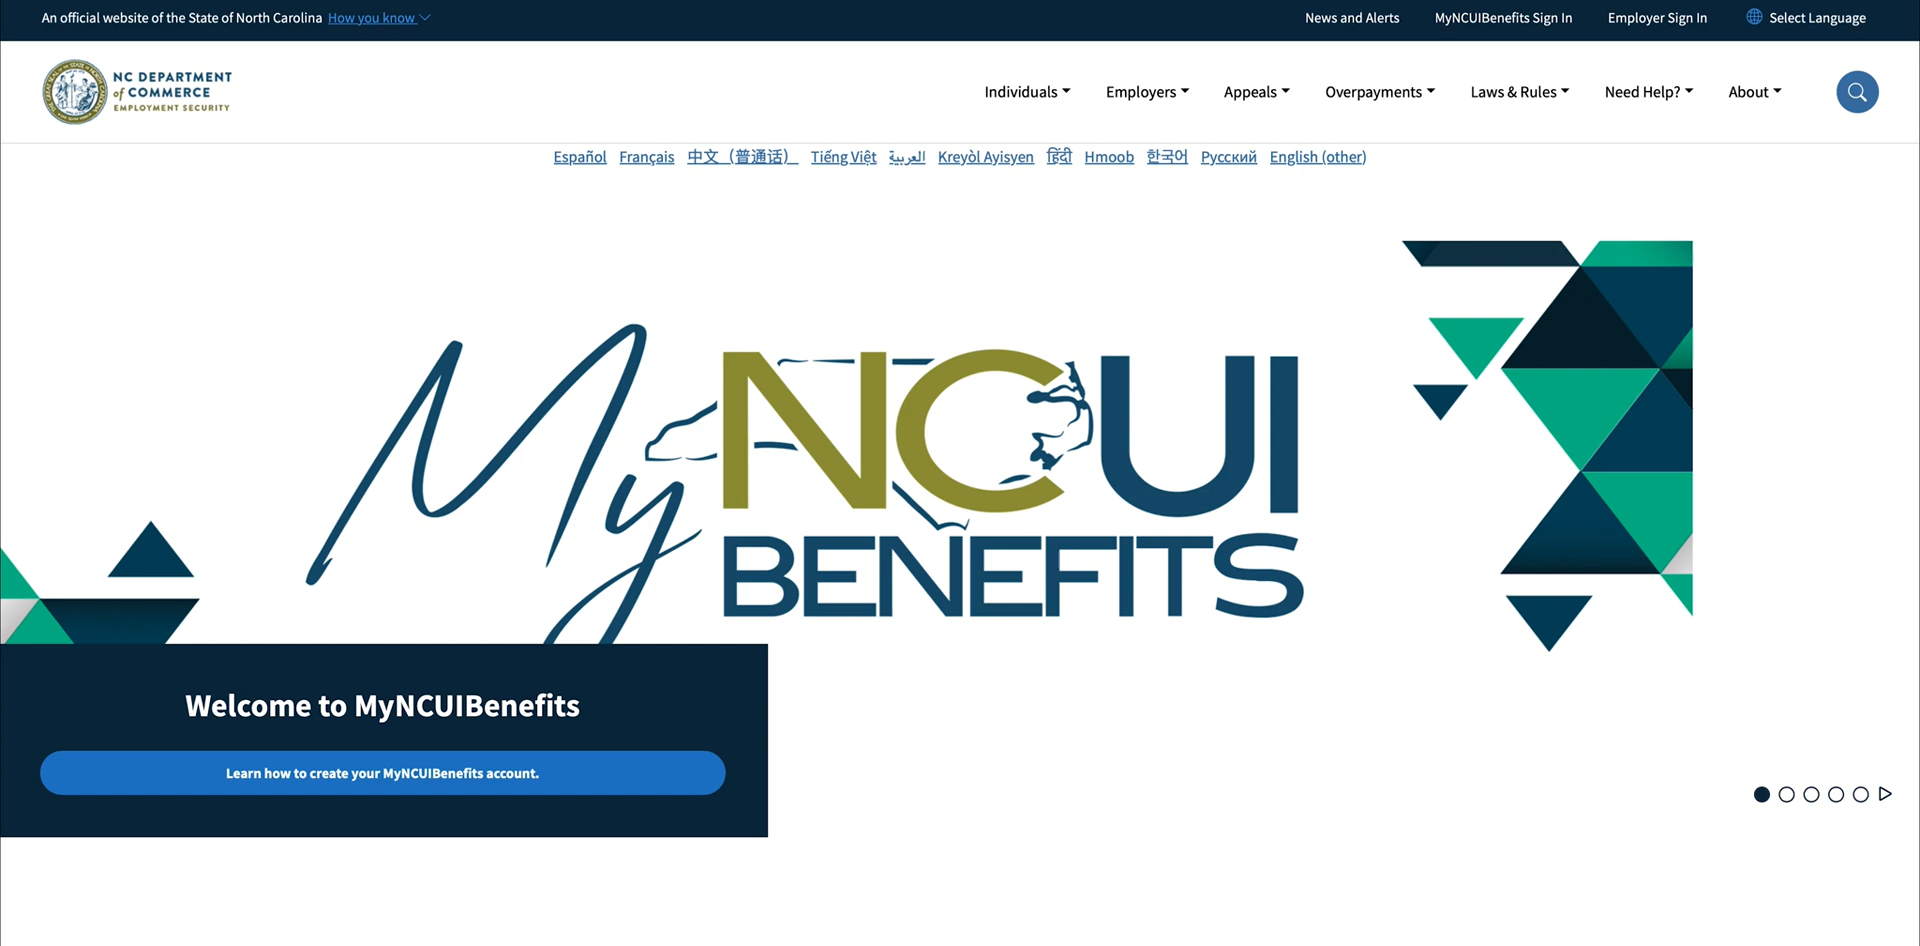 An official website of the State of North Carolina How you know
News and Alerts MyNCUIBenefits Sign In Employer Sign In Select Language
NC DEPARTMENT
of COMMERCE
EMPLOYMENT SECURITY
Individuals Employers Appeals Overpayments Laws & Rules Need Help? About
Español Français 中文（普通话） Tiếng Việt العربية Kreyòl Ayisyen हिंदी Hmoob 한국어 Русский English (other)
My NCUI
BENEFITS
Welcome to MyNCUIBenefits
Learn how to create your MyNCUIBenefits account.